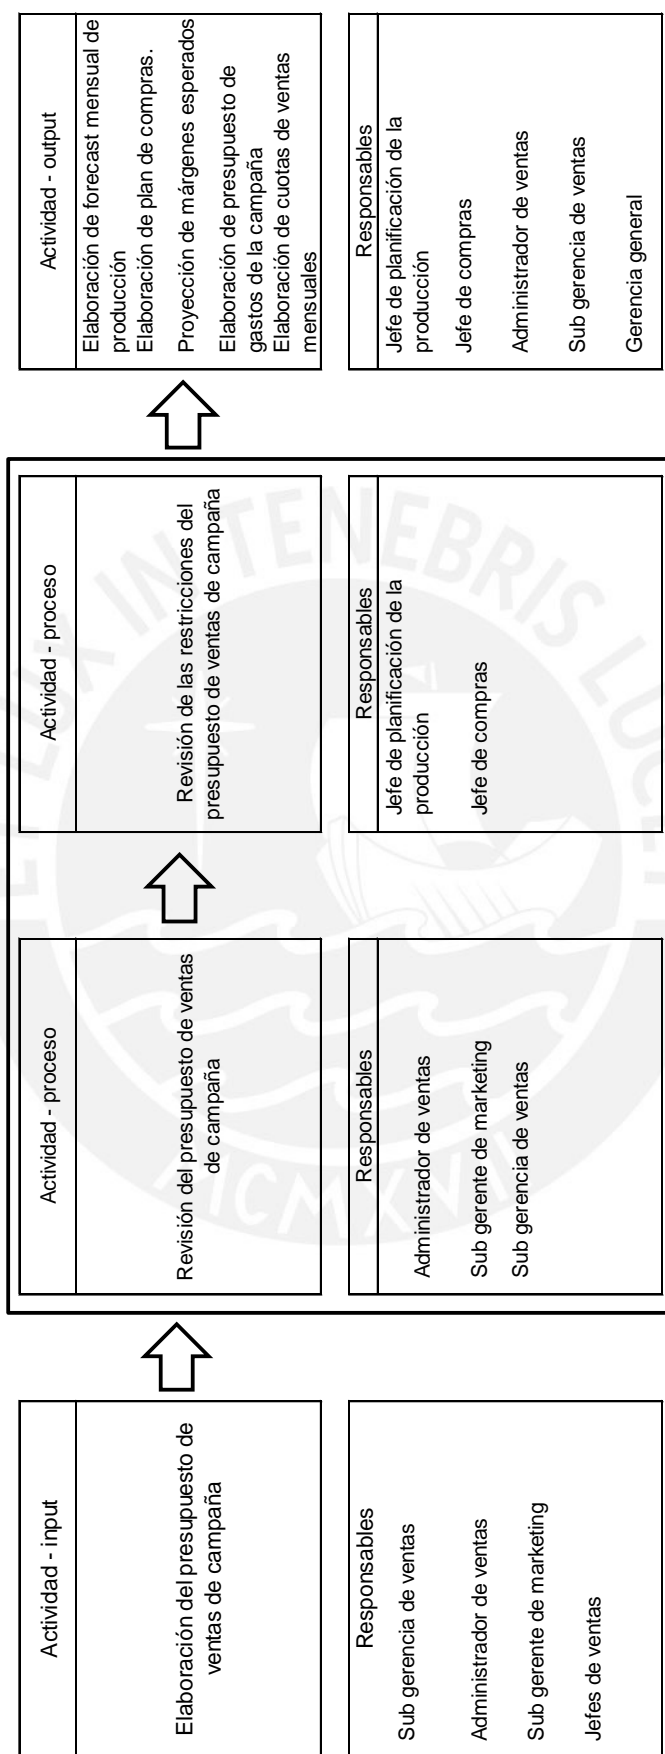 Actividad - input
Elaboración del presupuesto de
ventas de campaña
Responsables
Sub gerencia de ventas
Administrador de ventas
Sub gerente de marketing
Jefes de ventas
Actividad - proceso
Revisión del presupuesto de ventas
de campaña
Responsables
Administrador de ventas
Sub gerente de marketing
Sub gerencia de ventas
Actividad - proceso
Revisión de las restricciones del
presupuesto de ventas de campaña
Responsables
Jefe de planificación de la
producción
Jefe de compras
Actividad - output
Elaboración de forecast mensual de
producción
Elaboración de plan de compras.
Proyección de márgenes esperados
Elaboración de presupuesto de
gastos de la campaña
Elaboración de cuotas de ventas
mensuales
Responsables
Jefe de planificación de la
producción
Jefe de compras
Administrador de ventas
Sub gerencia de ventas
Gerencia general
ET LUX IN TENEBRIS LUCET
MCMXVII